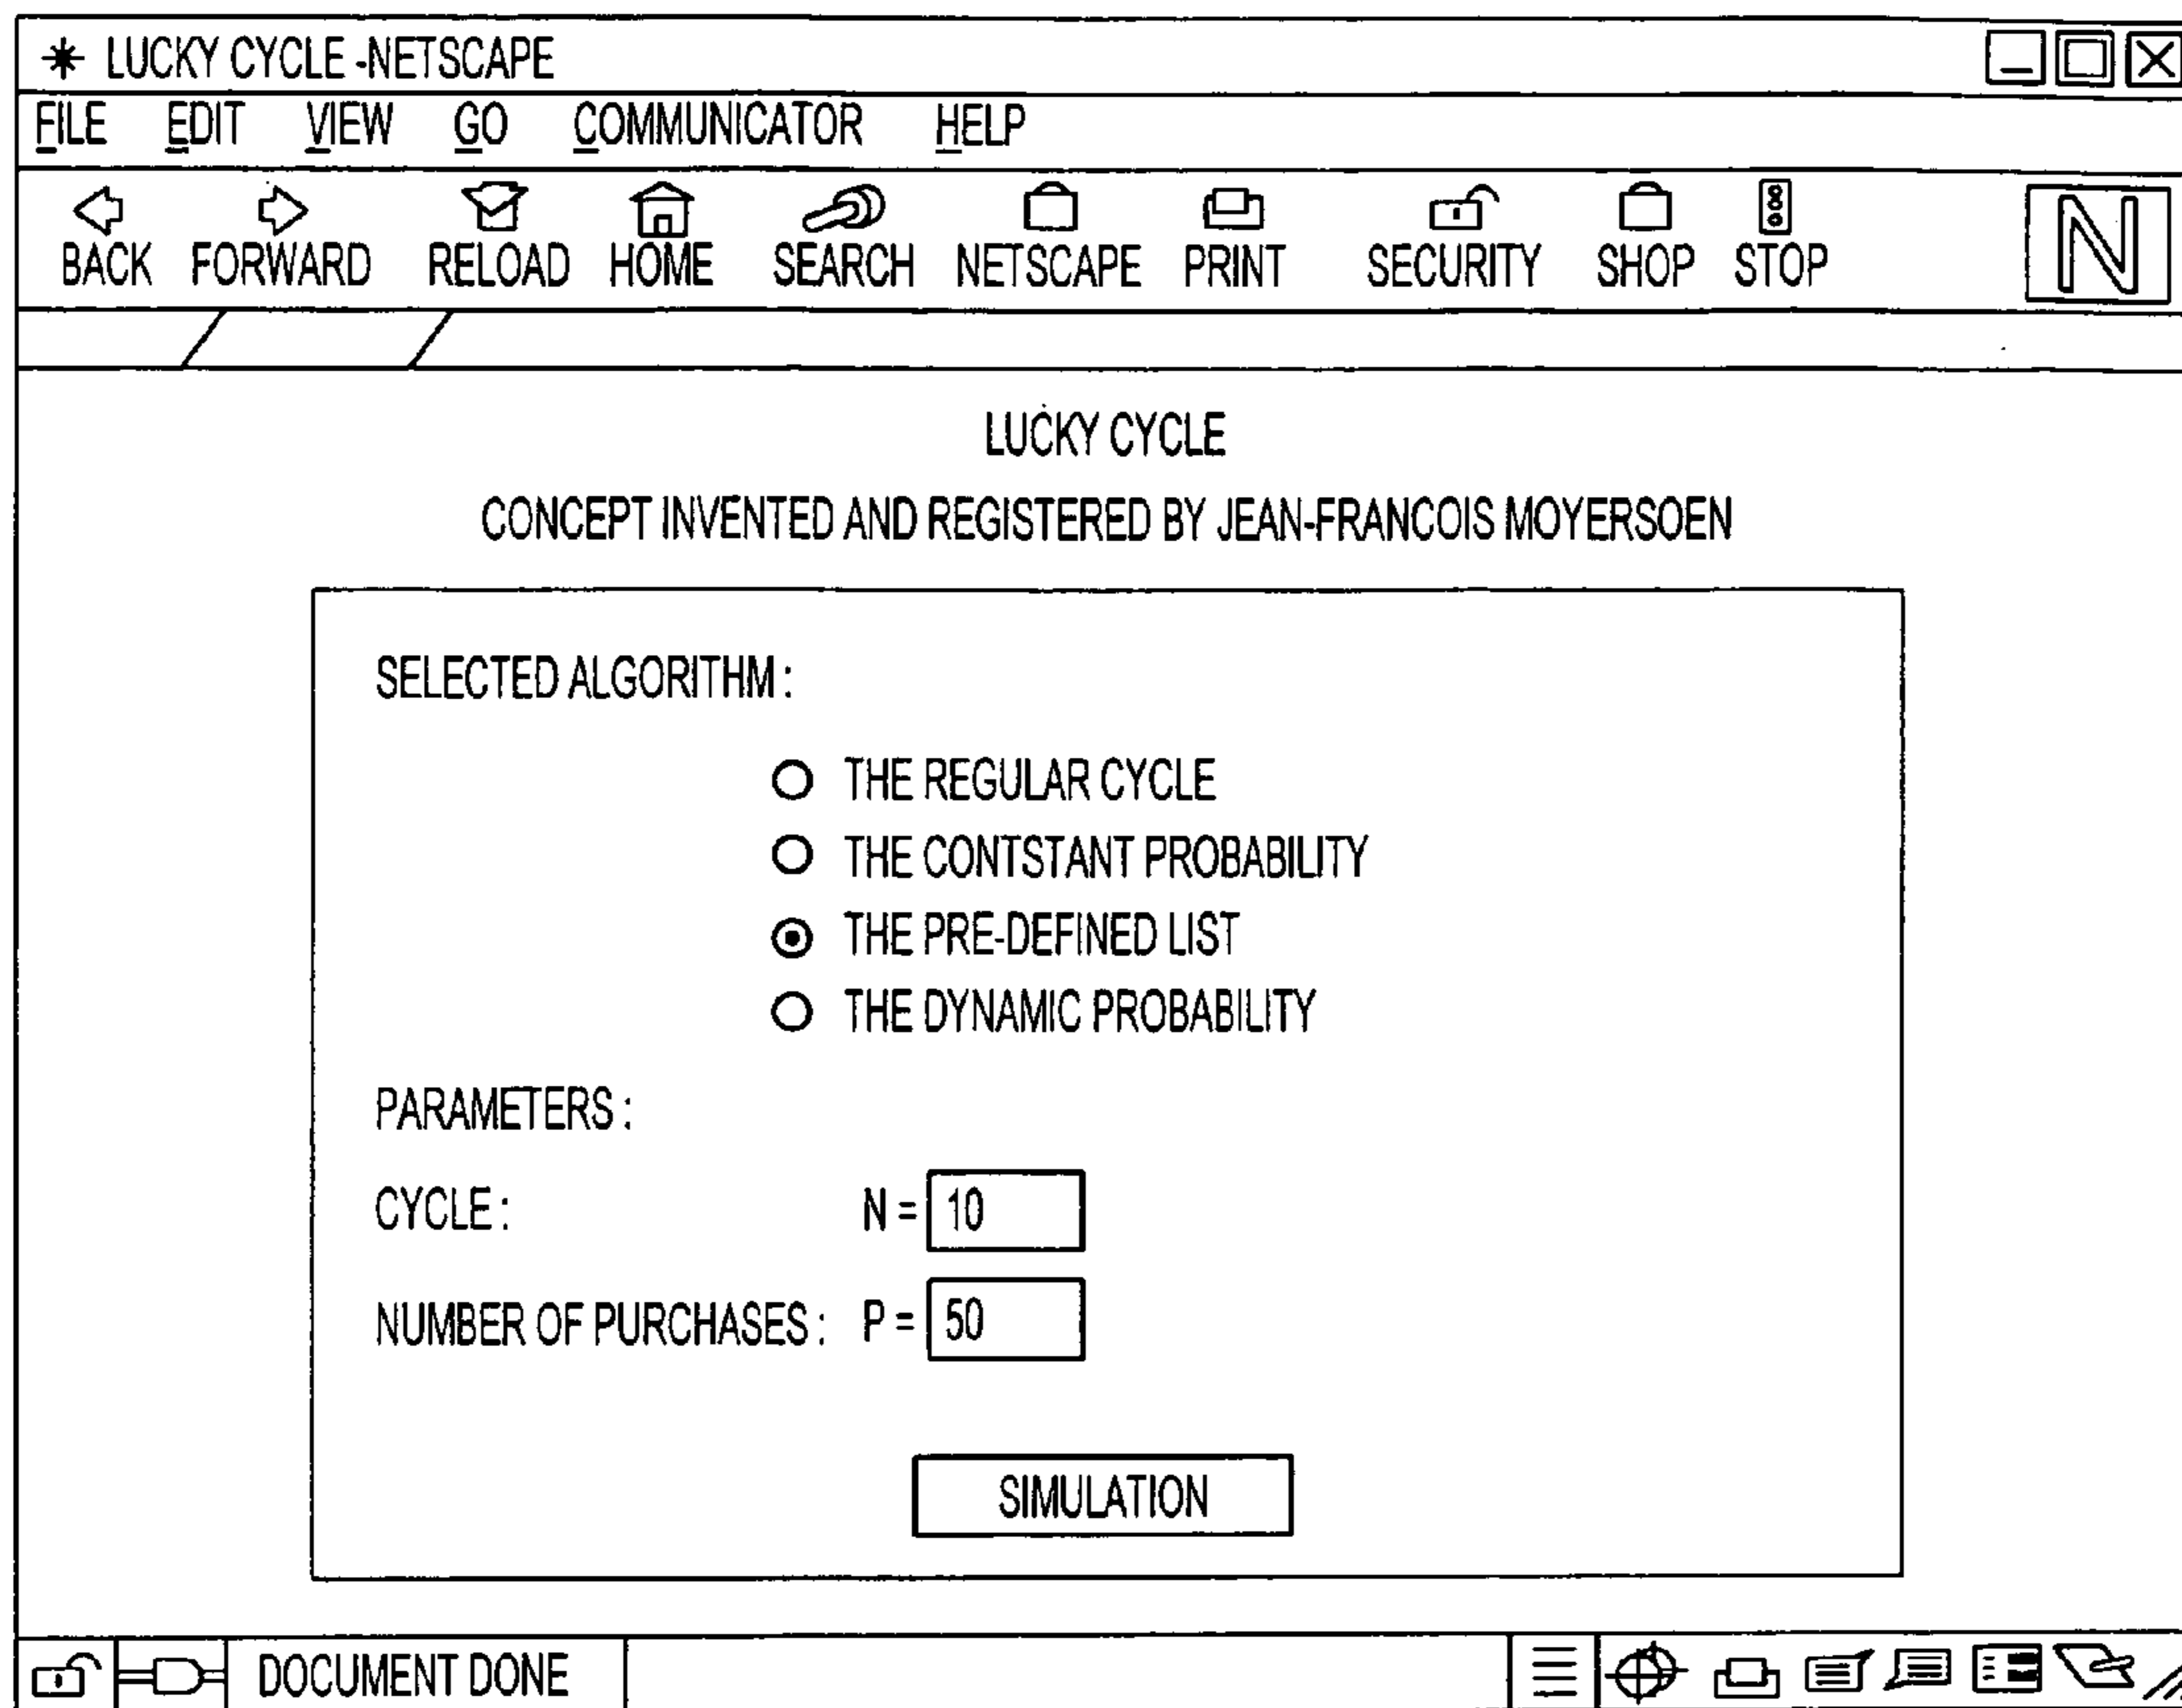 * LUCKY CYCLE -NETSCAPE
FILE EDIT VIEW GO COMMUNICATOR HELP
BACK FORWARD RELOAD HOME SEARCH NETSCAPE PRINT SECURITY SHOP STOP N
LUCKY CYCLE
CONCEPT INVENTED AND REGISTERED BY JEAN-FRANCOIS MOYERSOEN
SELECTED ALGORITHM :
THE REGULAR CYCLE
THE CONTSTANT PROBABILITY
THE PRE-DEFINED LIST
THE DYNAMIC PROBABILITY
PARAMETERS :
CYCLE : N = 10
NUMBER OF PURCHASES : P = 50
SIMULATION
DOCUMENT DONE